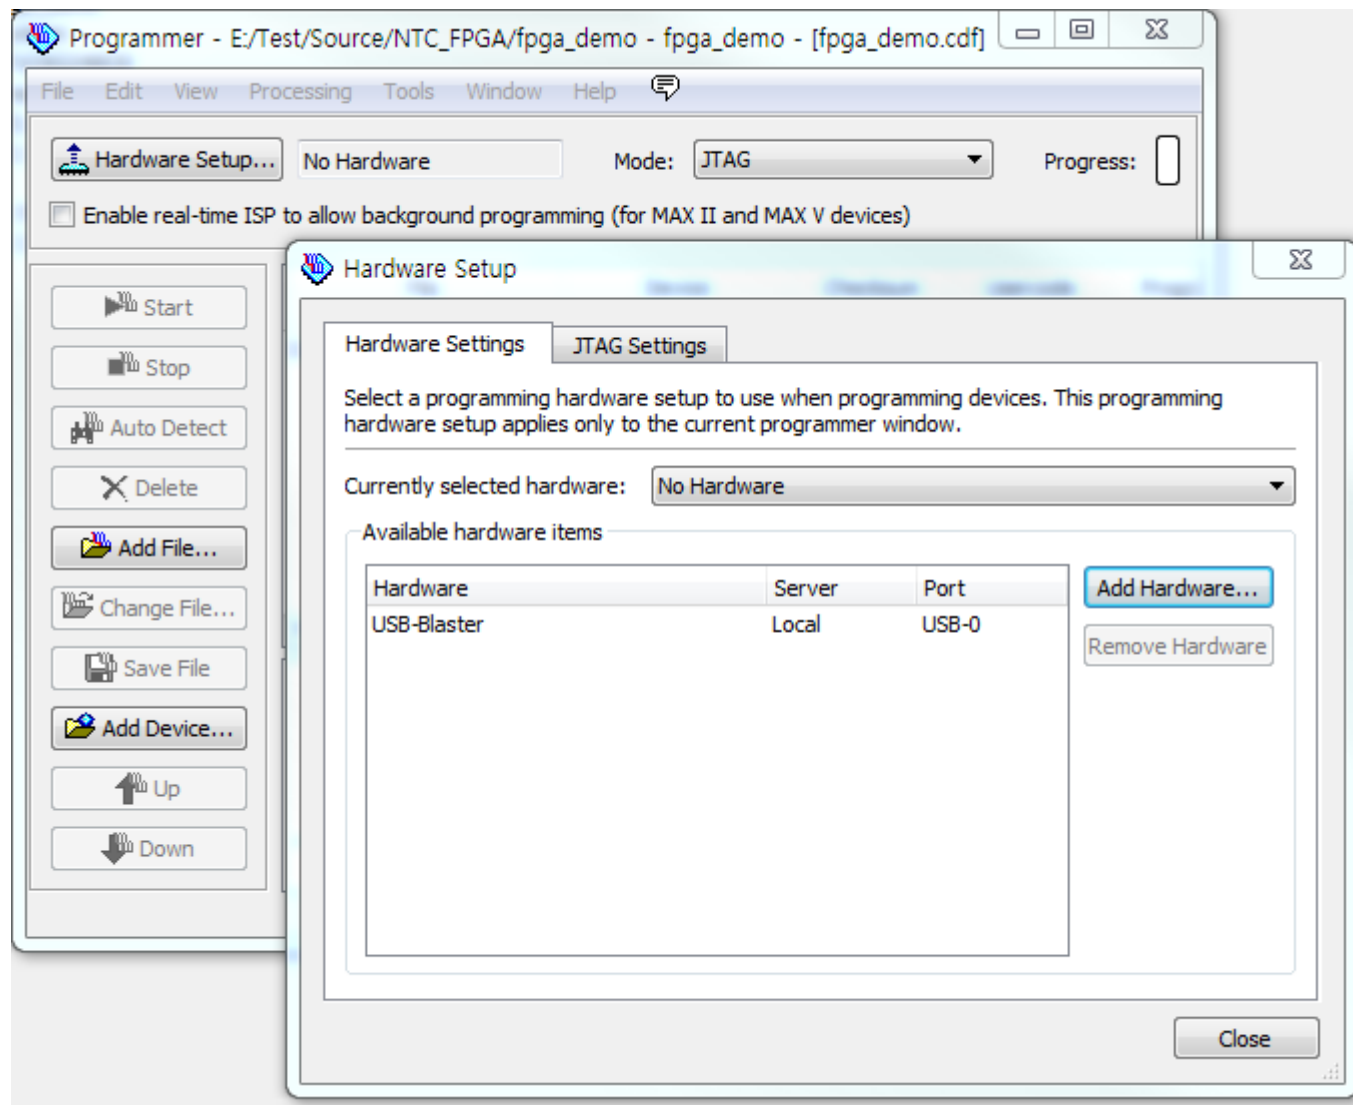 Programmer - E:/Test/Source/NTC_FPGA/fpga_demo - fpga_demo - [fpga_demo.cdf]
File Edit View Processing Tools Window Help
Hardware Setup... No Hardware Mode: JTAG Progress:
Enable real-time ISP to allow background programming (for MAX II and MAX V devices)
Start
Stop
Auto Detect
Delete
Add File...
Change File...
Save File
Add Device...
Up
Down
Hardware Setup
Hardware Settings JTAG Settings
Select a programming hardware setup to use when programming devices. This programming
hardware setup applies only to the current programmer window.
Currently selected hardware: No Hardware
Available hardware items
Hardware Server Port
USB-Blaster Local USB-0
Add Hardware...
Remove Hardware
Close